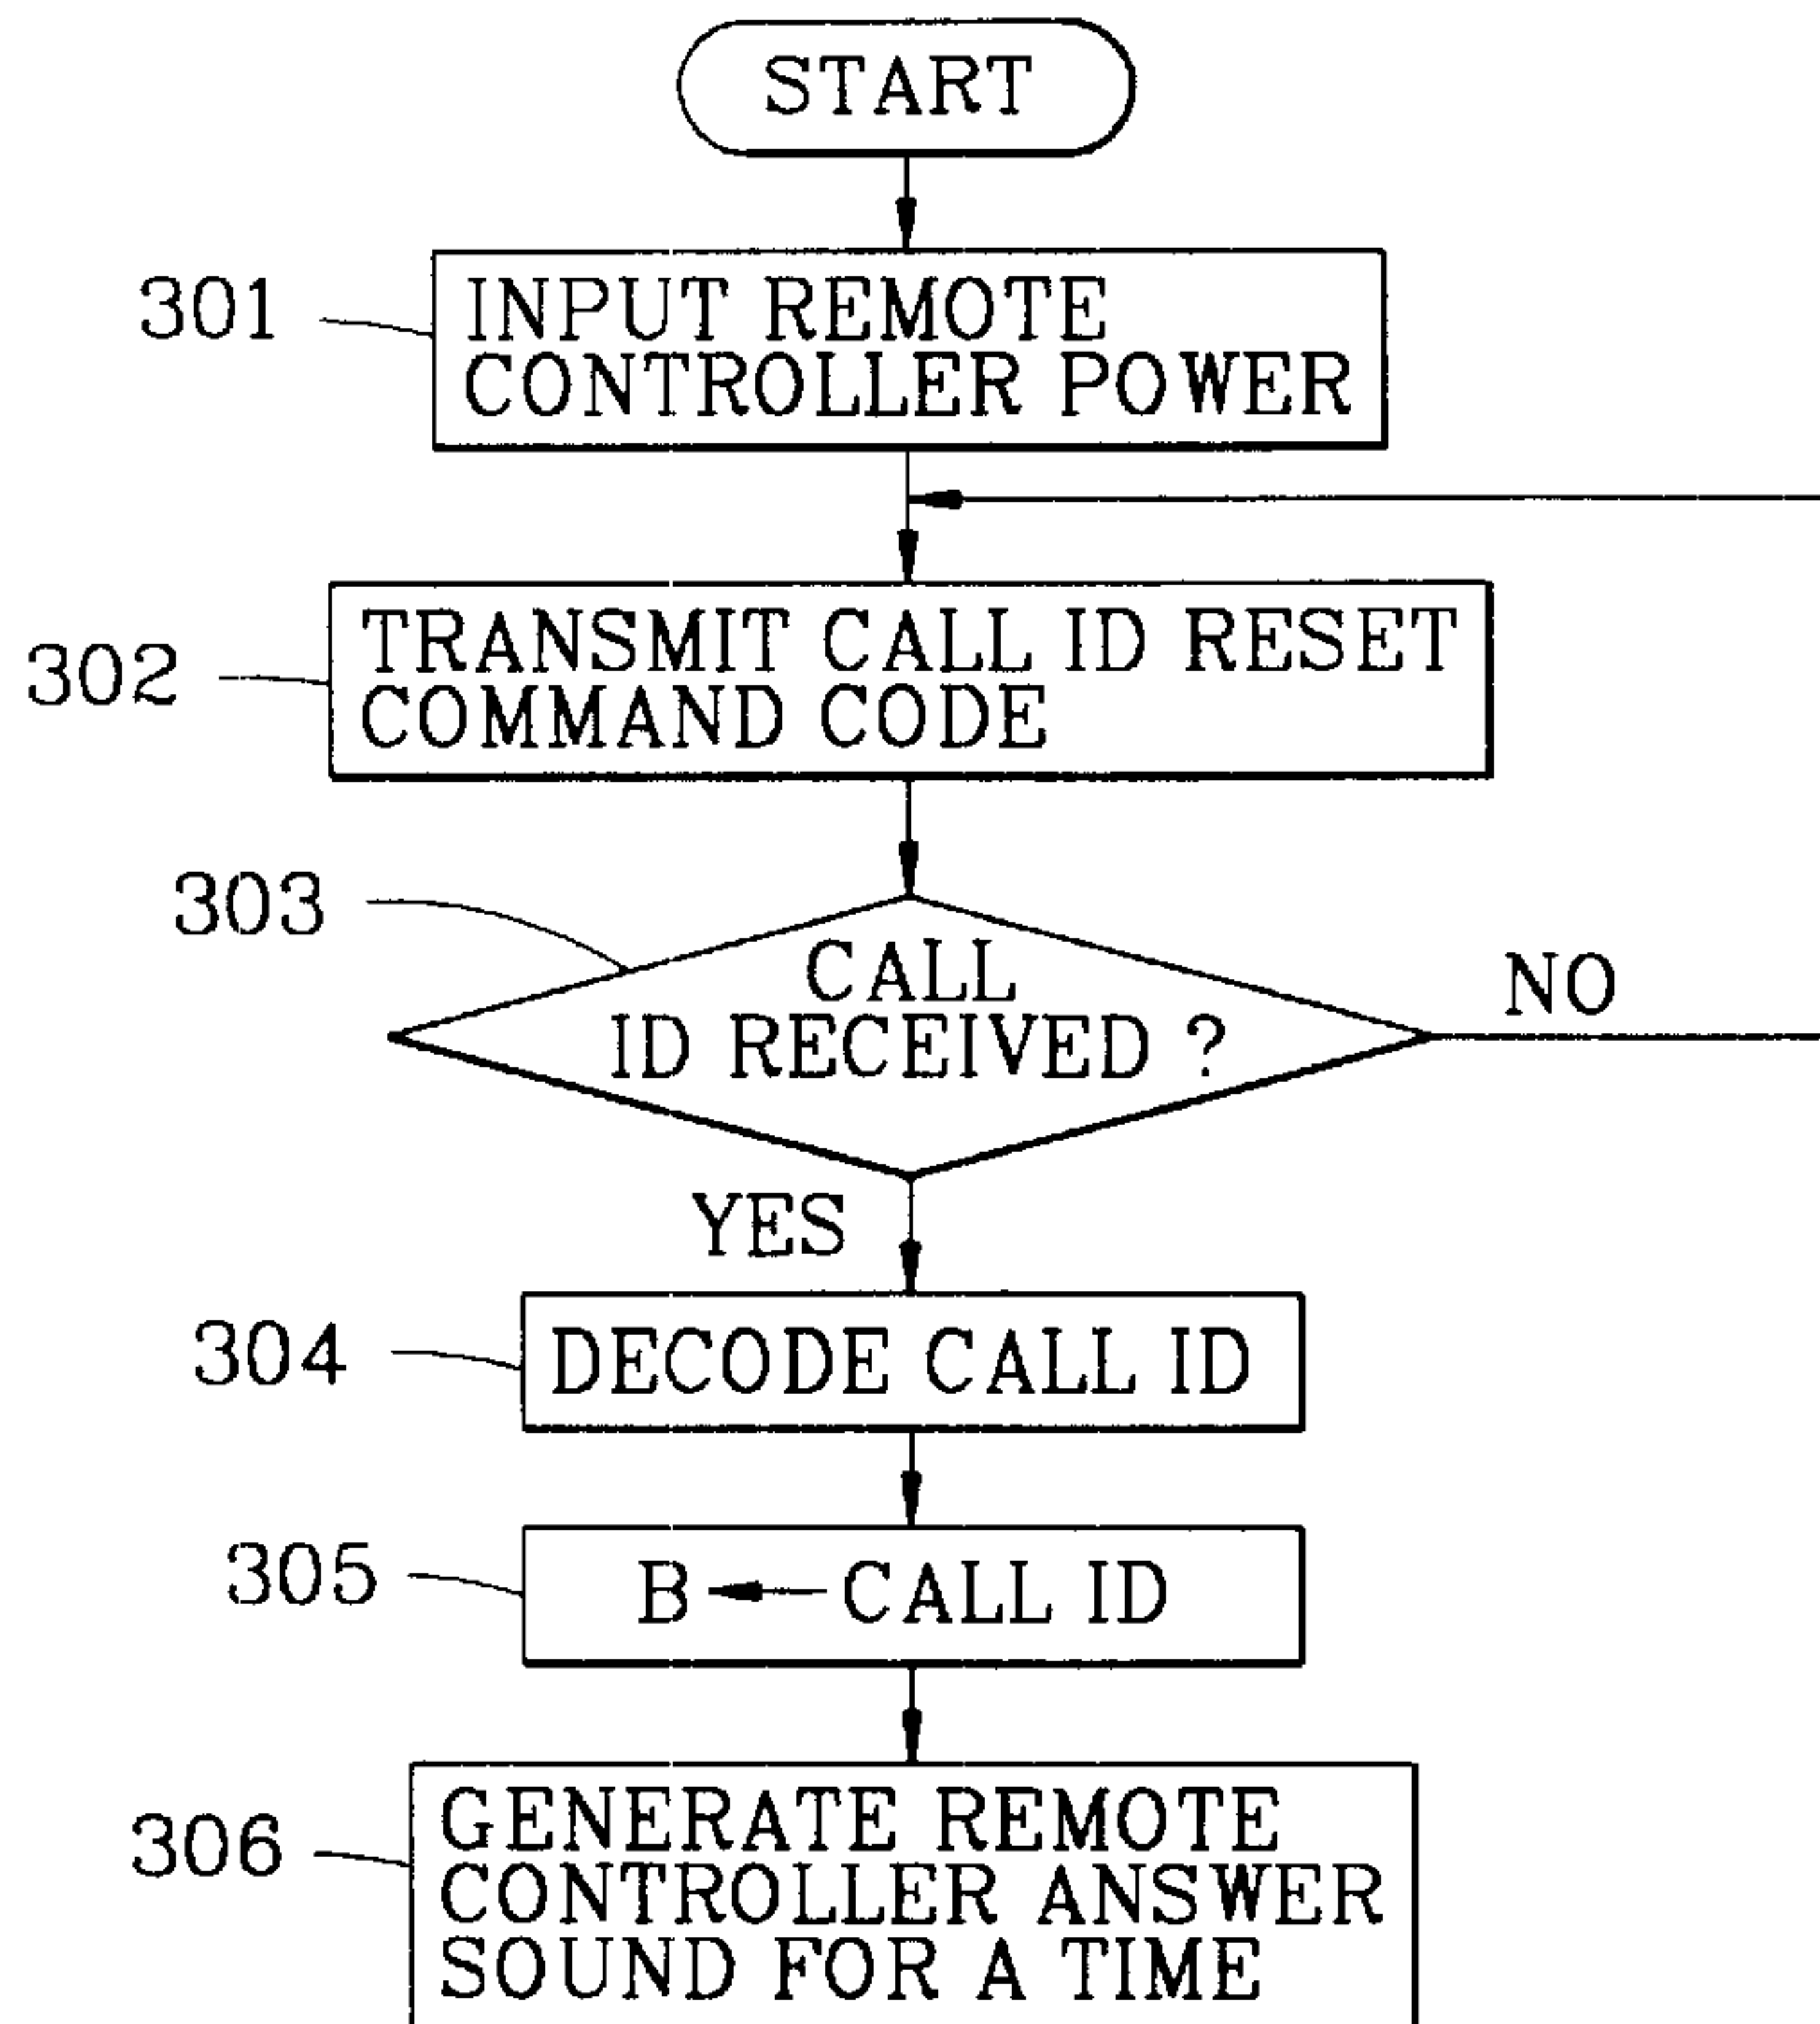 START
301
INPUT REMOTE
CONTROLLER POWER
302
TRANSMIT CALL ID RESET
COMMAND CODE
303
CALL
ID RECEIVED ?
NO
YES
304
DECODE CALL ID
305
B ← CALL ID
306
GENERATE REMOTE
CONTROLLER ANSWER
SOUND FOR A TIME